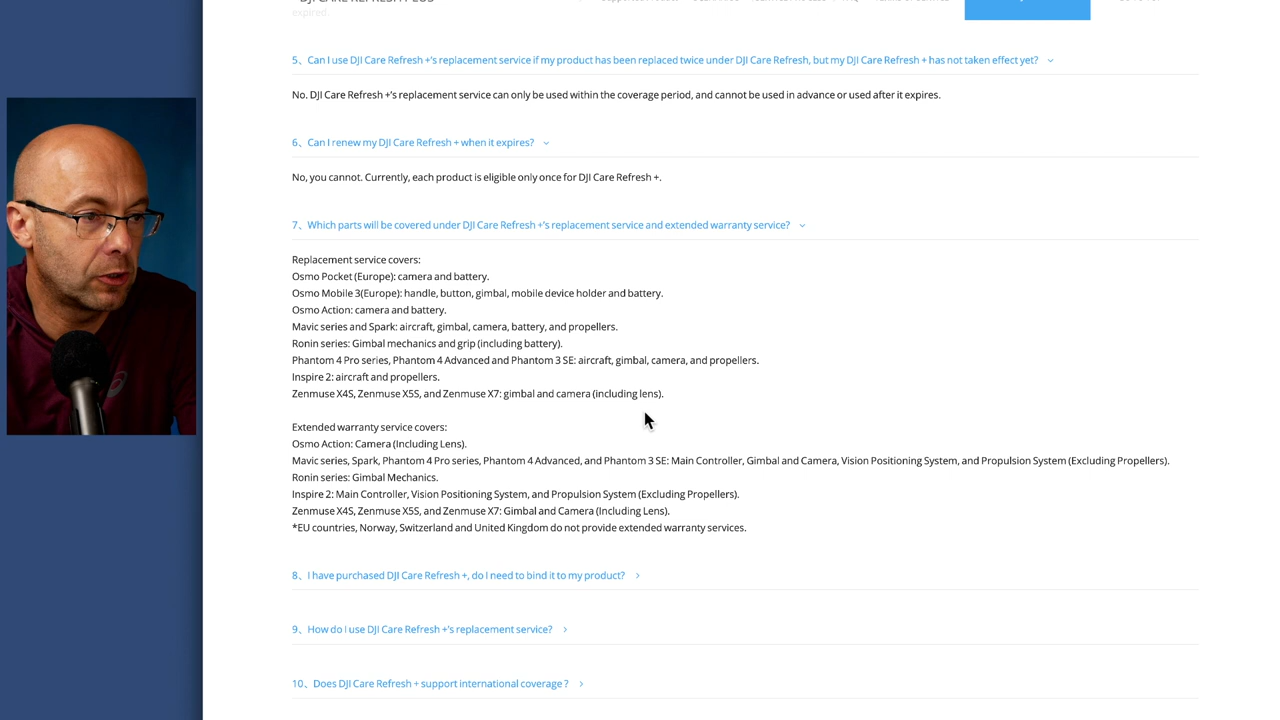 expired.
5、Can I use DJI Care Refresh +'s replacement service if my product has been replaced twice under DJI Care Refresh, but my DJI Care Refresh + has not taken effect yet?
No. DJI Care Refresh +'s replacement service can only be used within the coverage period, and cannot be used in advance or used after it expires.
6、Can I renew my DJI Care Refresh + when it expires?
No, you cannot. Currently, each product is eligible only once for DJI Care Refresh +.
7、Which parts will be covered under DJI Care Refresh +'s replacement service and extended warranty service?
Replacement service covers:
Osmo Pocket (Europe): camera and battery.
Osmo Mobile 3(Europe): handle, button, gimbal, mobile device holder and battery.
Osmo Action: camera and battery.
Mavic series and Spark: aircraft, gimbal, camera, battery, and propellers.
Ronin series: Gimbal mechanics and grip (including battery).
Phantom 4 Pro series, Phantom 4 Advanced and Phantom 3 SE: aircraft, gimbal, camera, and propellers.
Inspire 2: aircraft and propellers.
Zenmuse X4S, Zenmuse X5S, and Zenmuse X7: gimbal and camera (including lens).
Extended warranty service covers:
Osmo Action: Camera (Including Lens).
Mavic series, Spark, Phantom 4 Pro series, Phantom 4 Advanced, and Phantom 3 SE: Main Controller, Gimbal and Camera, Vision Positioning System, and Propulsion System (Excluding Propellers).
Ronin series: Gimbal Mechanics.
Inspire 2: Main Controller, Vision Positioning System, and Propulsion System (Excluding Propellers).
Zenmuse X4S, Zenmuse X5S, and Zenmuse X7: Gimbal and Camera (Including Lens).
*EU countries, Norway, Switzerland and United Kingdom do not provide extended warranty services.
8、I have purchased DJI Care Refresh +, do I need to bind it to my product?
9、How do I use DJI Care Refresh +'s replacement service?
10、Does DJI Care Refresh + support international coverage ?